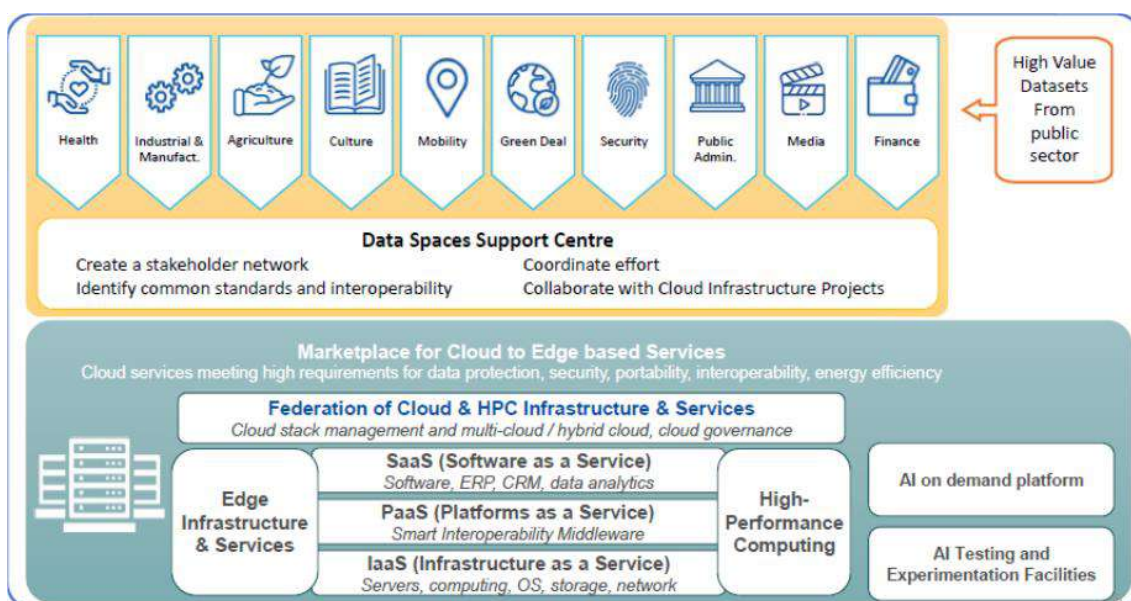 Health
Industrial &
Manufact.
Agriculture
Culture
Mobility
Green Deal
Security
Public
Admin.
Media
Finance
High Value
Datasets
From
public
sector
Data Spaces Support Centre
Create a stakeholder network
Coordinate effort
Identify common standards and interoperability
Collaborate with Cloud Infrastructure Projects
Marketplace for Cloud to Edge based Services
Cloud services meeting high requirements for data protection, security, portability, interoperability, energy efficiency
Federation of Cloud & HPC Infrastructure & Services
Cloud stack management and multi-cloud / hybrid cloud, cloud governance
Edge
Infrastructure
& Services
SaaS (Software as a Service)
Software, ERP, CRM, data analytics
PaaS (Platforms as a Service)
Smart Interoperability Middleware
IaaS (Infrastructure as a Service)
Servers, computing, OS, storage, network
High-
Performance
Computing
AI on demand platform
AI Testing and
Experimentation Facilities